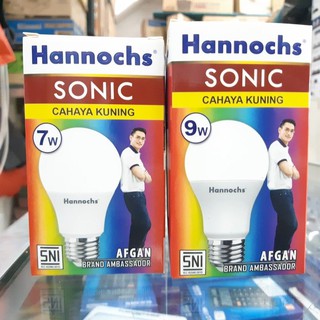 Hannochs
SONIC
CAHAYA KUNING
7W
Hannochs
SNI
AFGAN
BRAND AMBASSADOR
Hannochs
SONIC
CAHAYA KUNING
9W
Hannochs
SNI
AFGAN
BRAND AMBASSADOR